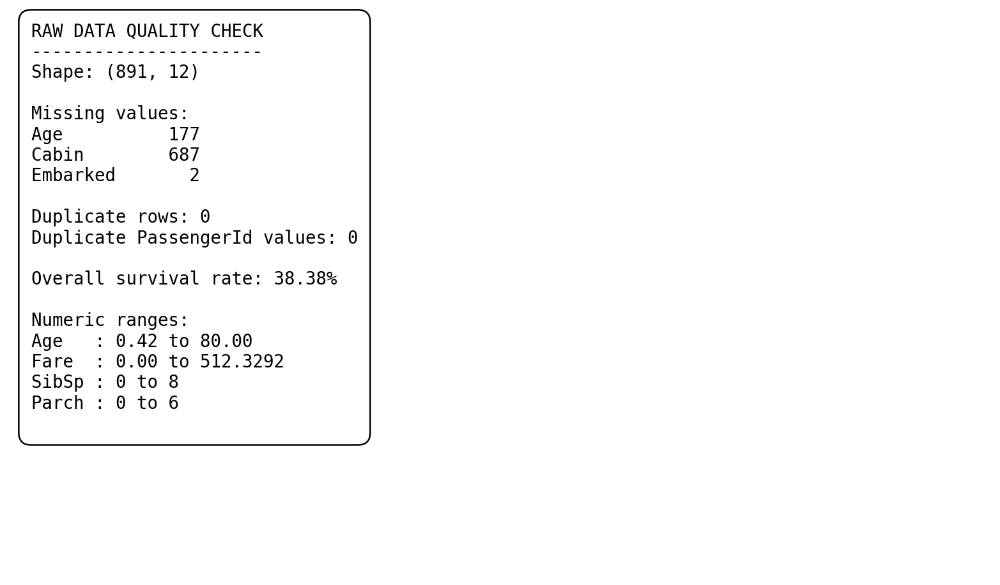 RAW DATA QUALITY CHECK
----------------------
Shape: (891, 12)
Missing values:
Age          177
Cabin        687
Embarked       2
Duplicate rows: 0
Duplicate PassengerId values: 0
Overall survival rate: 38.38%
Numeric ranges:
Age   : 0.42 to 80.00
Fare  : 0.00 to 512.3292
SibSp : 0 to 8
Parch : 0 to 6